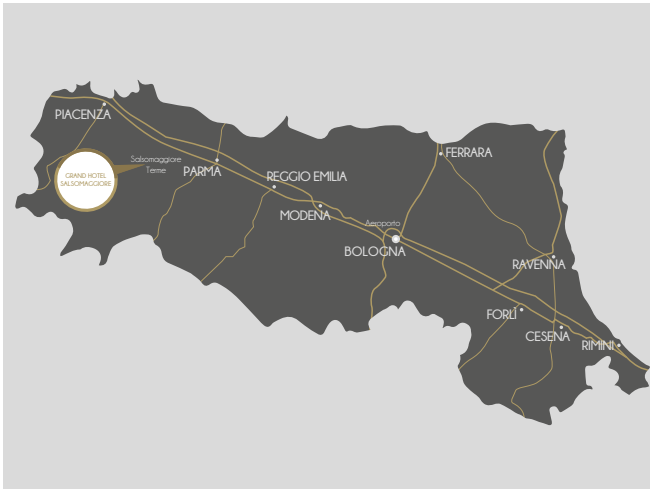 PIACENZA
GRAND HOTEL
SALSOMAGGIORE
Salsomaggiore
Terme
PARMA
REGGIO EMILIA
MODENA
Aeroporto
BOLOGNA
FERRARA
RAVENNA
FORLÌ
CESENA
RIMINI